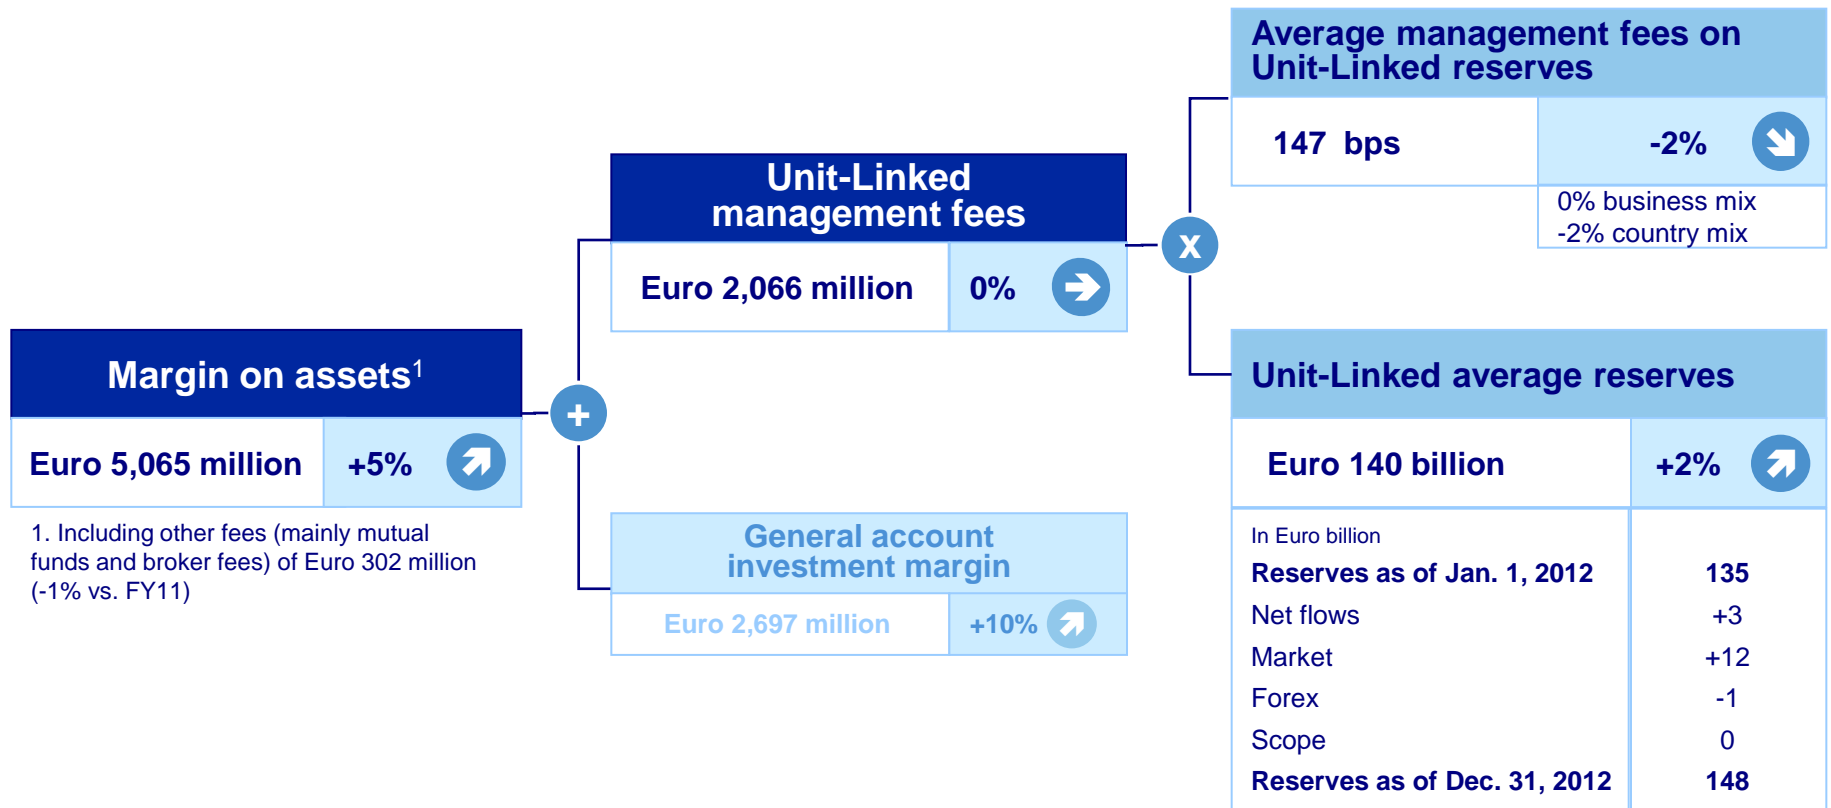 Margin on assets1
Euro 5,065 million +5%
1. Including other fees (mainly mutual
funds and broker fees) of Euro 302 million
(-1% vs. FY11)
+
Unit-Linked
management fees
Euro 2,066 million 0%
General account
investment margin
Euro 2,697 million +10%
x
Average management fees on
Unit-Linked reserves
147 bps -2%
0% business mix
-2% country mix
Unit-Linked average reserves
Euro 140 billion +2%
In Euro billion
Reserves as of Jan. 1, 2012 135
Net flows +3
Market +12
Forex -1
Scope 0
Reserves as of Dec. 31, 2012 148